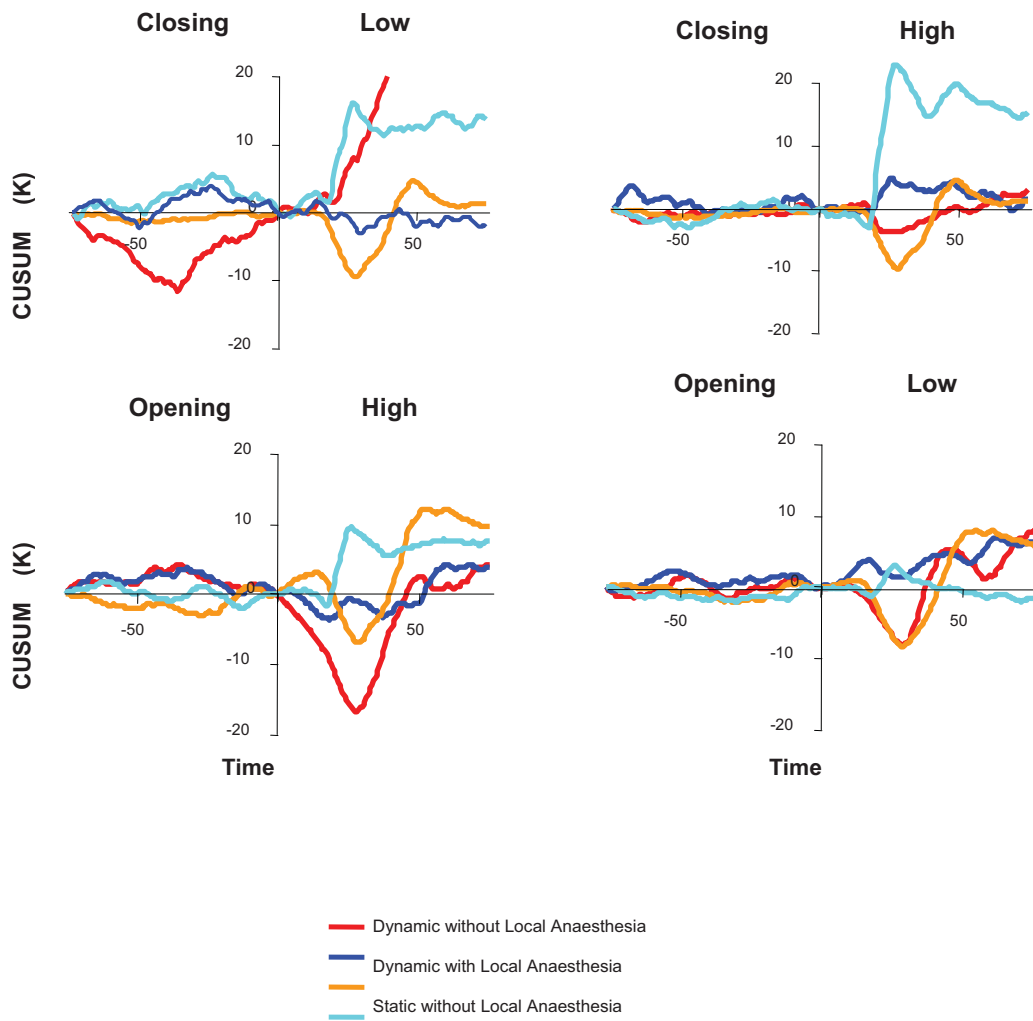 Closing Low
20
10
0
-50 50
-10
-20
CUSUM (K)
Closing High
20
10
0
-50 50
-10
-20
Opening High
20
10
0
-50 50
-10
-20
CUSUM (K)
Time
Opening Low
20
10
0
-50 50
-10
-20
Time
Dynamic without Local Anaesthesia
Dynamic with Local Anaesthesia
Static without Local Anaesthesia